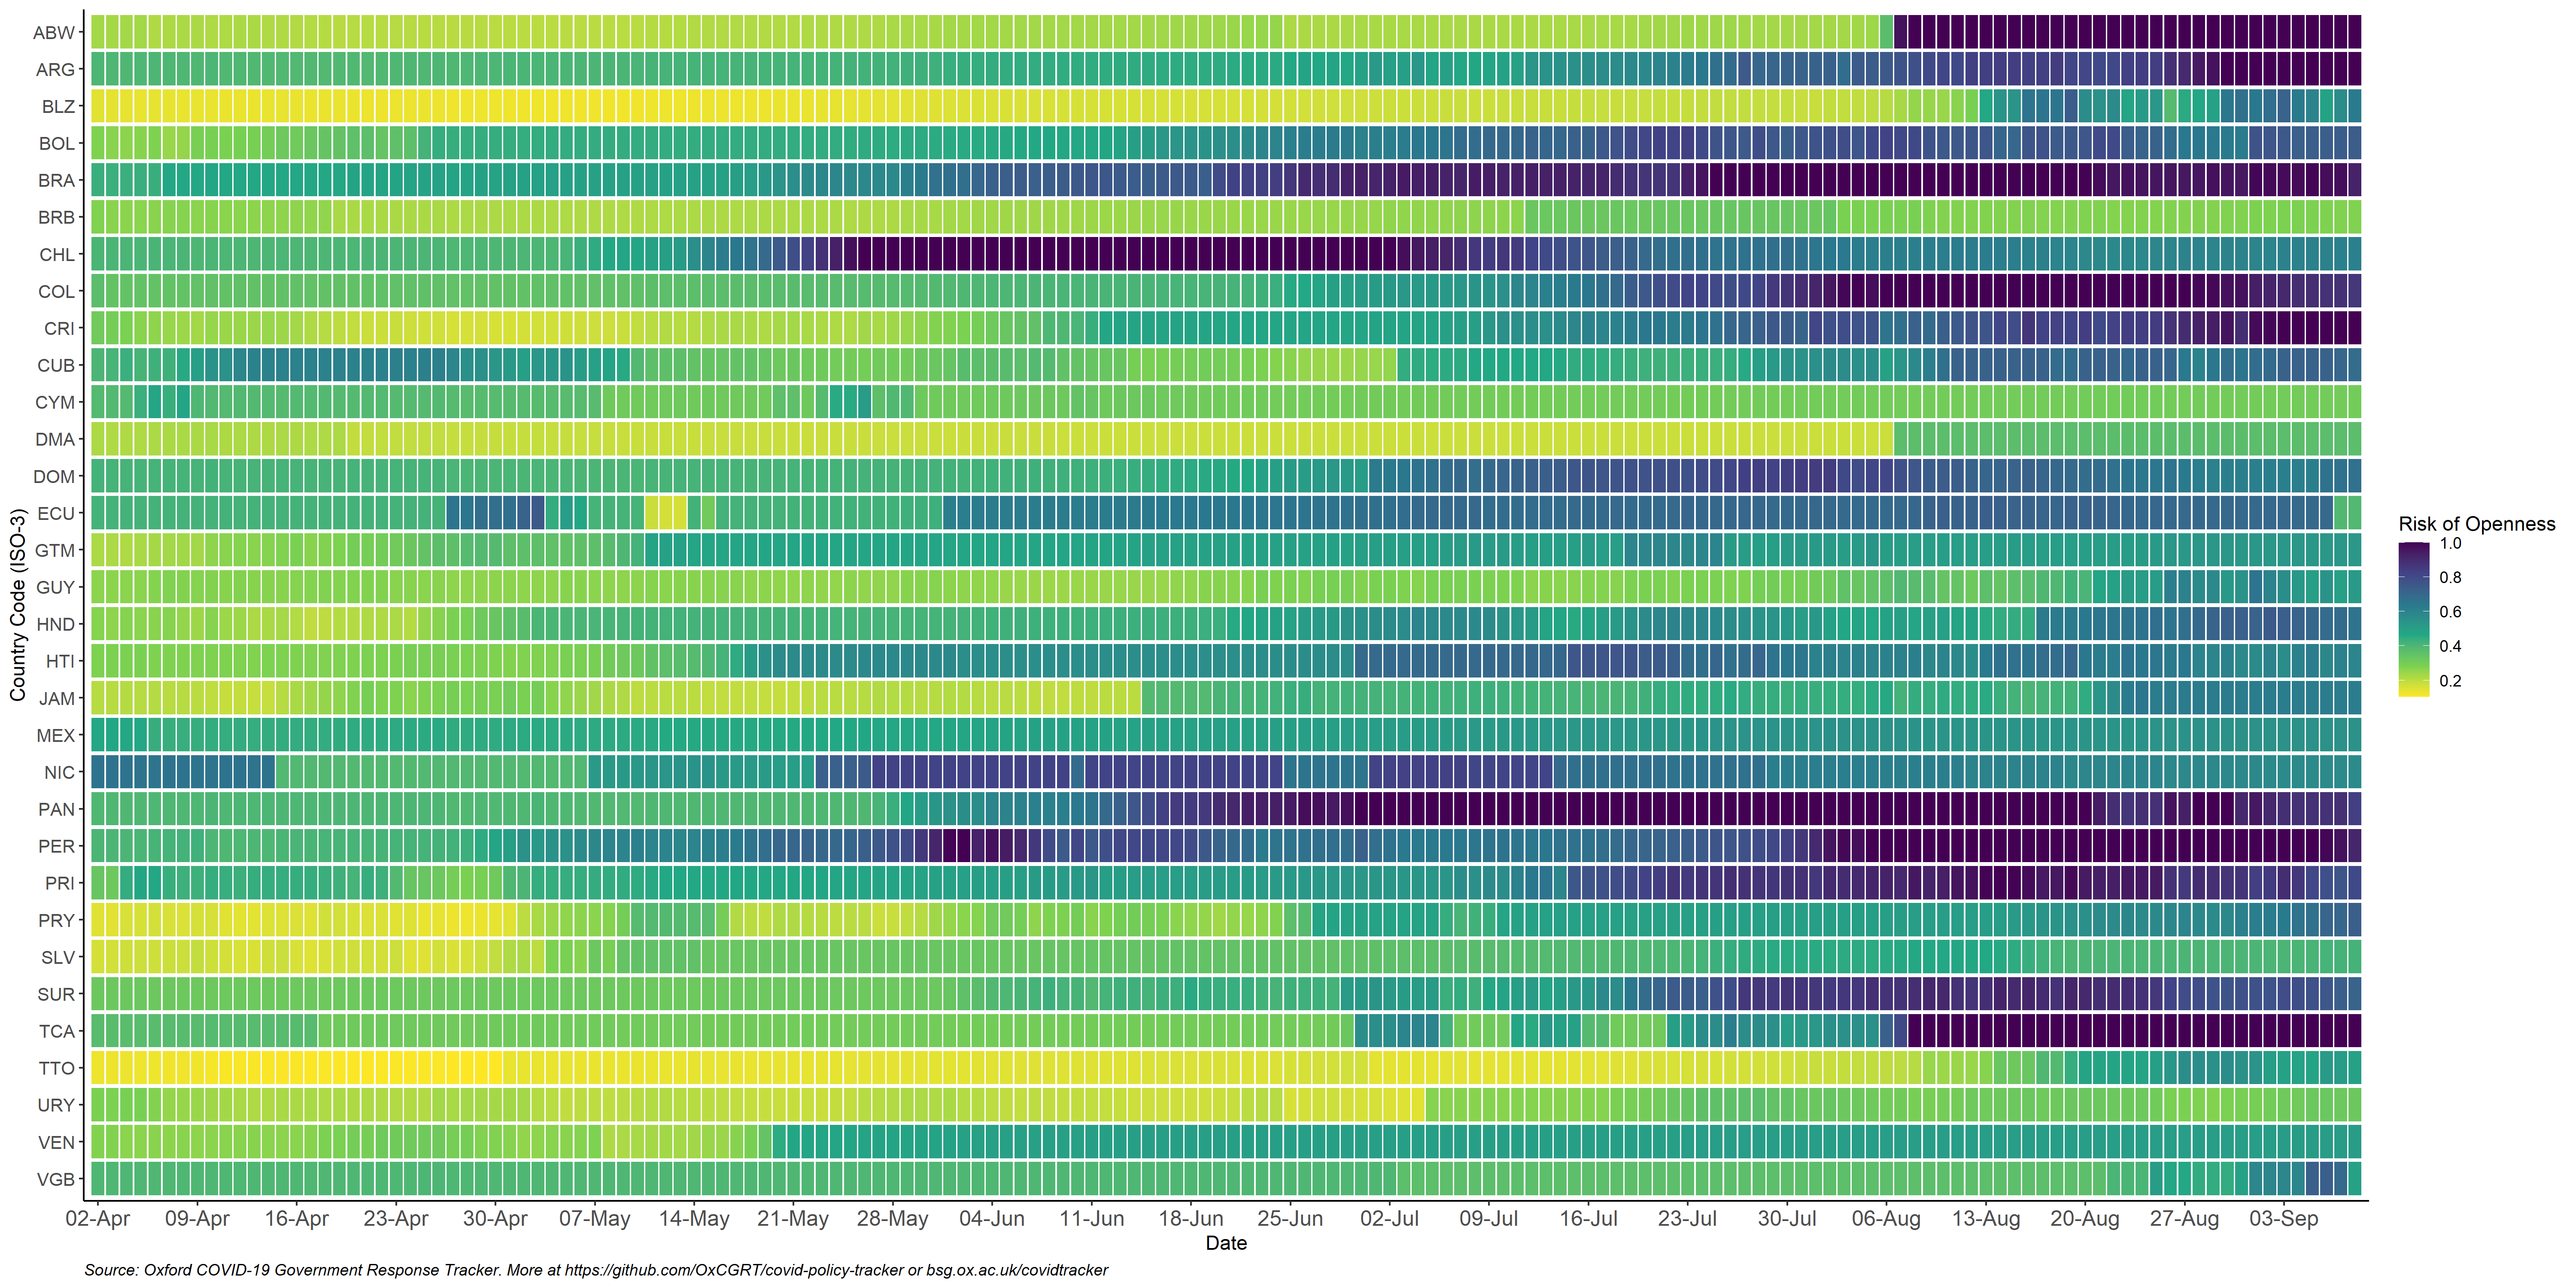 ABW
ARG
BLZ
BOL
BRA
BRB
CHL
COL
CRI
CUB
CYM
DMA
DOM
ECU
GTM
GUY
HND
HTI
JAM
MEX
NIC
PAN
PER
PRI
PRY
SLV
SUR
TCA
TTO
URY
VEN
VGB
Country Code (ISO-3)
02-Apr 09-Apr 16-Apr 23-Apr 30-Apr 07-May 14-May 21-May 28-May 04-Jun 11-Jun 18-Jun 25-Jun 02-Jul 09-Jul 16-Jul 23-Jul 30-Jul 06-Aug 13-Aug 20-Aug 27-Aug 03-Sep
Date
Risk of Openness
1.0
0.8
0.6
0.4
0.2
Source: Oxford COVID-19 Government Response Tracker. More at https://github.com/OxCGRT/covid-policy-tracker or bsg.ox.ac.uk/covidtracker